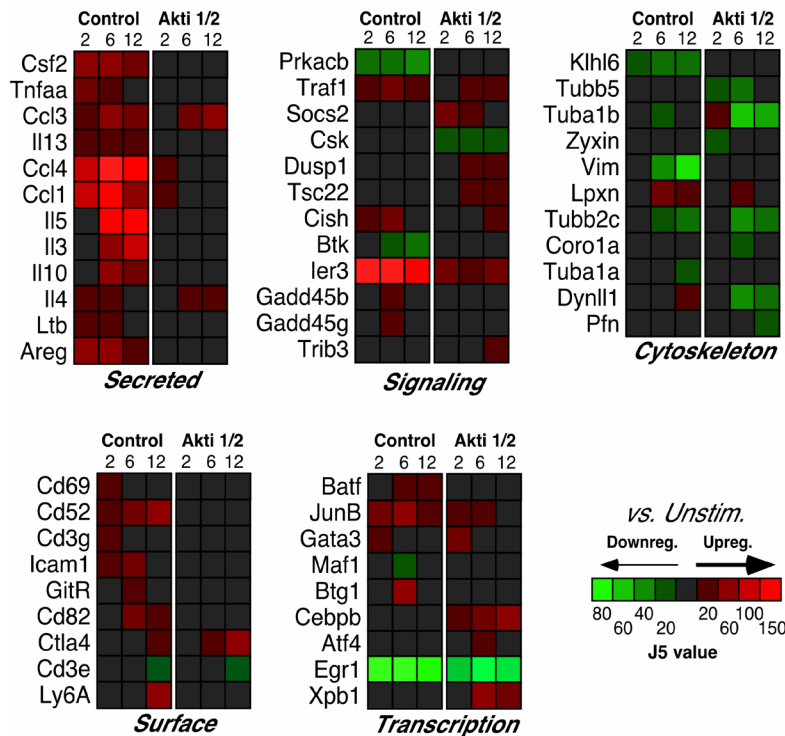 Control Akti 1/2
2 6 12 2 6 12
Csf2
Tnfaa
Ccl3
Il13
Ccl4
Ccl1
Il5
Il3
Il10
Il4
Ltb
Areg
Secreted
Control Akti 1/2
2 6 12 2 6 12
Prkacb
Traf1
Socs2
Csk
Dusp1
Tsc22
Cish
Btk
Ier3
Gadd45b
Gadd45g
Trib3
Signaling
Control Akti 1/2
2 6 12 2 6 12
Klhl6
Tubb5
Tuba1b
Zyxin
Vim
Lpxn
Tubb2c
Coro1a
Tuba1a
Dynll1
Pfn
Cytoskeleton
Control Akti 1/2
2 6 12 2 6 12
Cd69
Cd52
Cd3g
Icam1
GitR
Cd82
Ctla4
Cd3e
Ly6A
Surface
Control Akti 1/2
2 6 12 2 6 12
Batf
JunB
Gata3
Maf1
Btg1
Cebpb
Atf4
Egr1
Xpb1
Transcription
vs. Unstim.
Downreg. Upreg.
80 40 20 100
60 20 60 150
J5 value